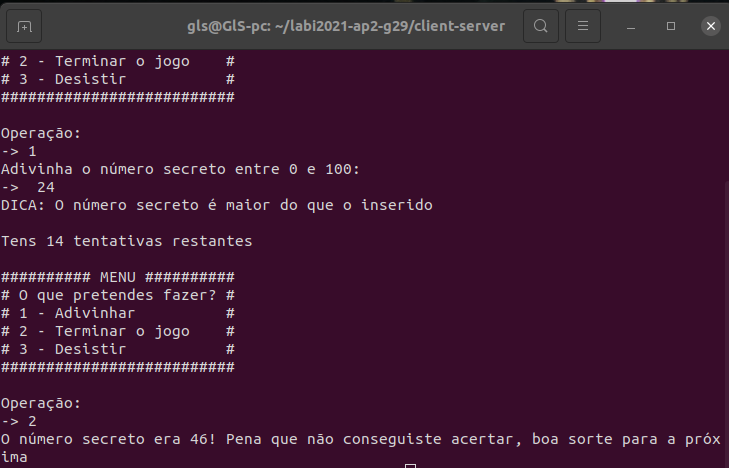 gls@GlS-pc: ~/labi2021-ap2-g29/client-server
# 2 - Terminar o jogo    #
# 3 - Desistir           #
##########################
Operação:
-> 1
Adivinha o número secreto entre 0 e 100:
->  24
DICA: O número secreto é maior do que o inserido
Tens 14 tentativas restantes
########## MENU ##########
# O que pretendes fazer? #
# 1 - Adivinhar          #
# 2 - Terminar o jogo    #
# 3 - Desistir           #
##########################
Operação:
-> 2
O número secreto era 46! Pena que não conseguiste acertar, boa sorte para a próx
ima